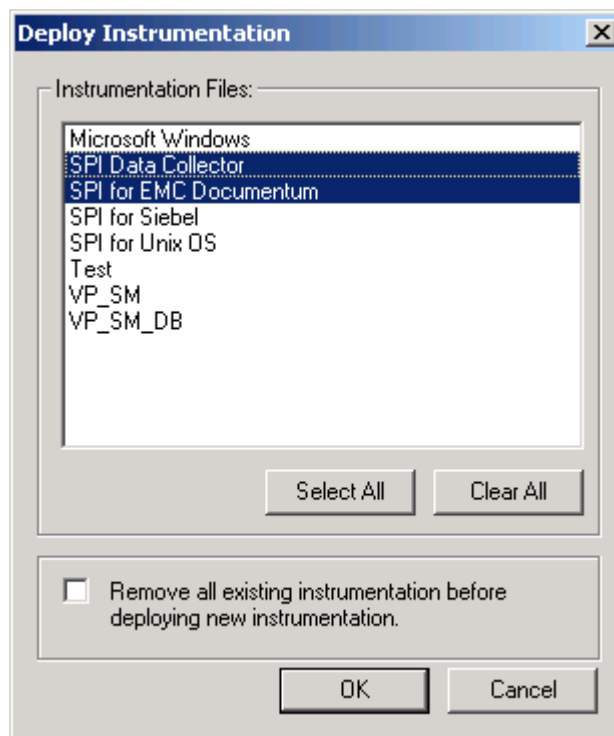 Deploy Instrumentation
Instrumentation Files:
Microsoft Windows
SPI Data Collector
SPI for EMC Documentum
SPI for Siebel
SPI for Unix OS
Test
VP_SM
VP_SM_DB
Select All
Clear All
Remove all existing instrumentation before
deploying new instrumentation.
OK
Cancel